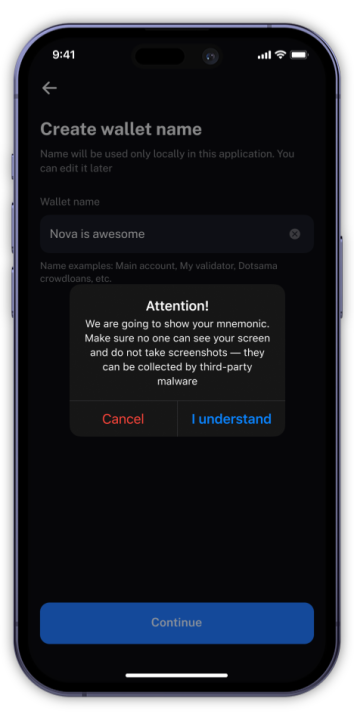 9:41
Create wallet name
Name will be used only locally in this application. You
can edit it later
Wallet name
Nova is awesome
Name examples: Main account, My validator, Dotsama
crowdloans, etc.
Attention!
We are going to show your mnemonic.
Make sure no one can see your screen
and do not take screenshots — they
can be collected by third-party
malware
Cancel
I understand
Continue